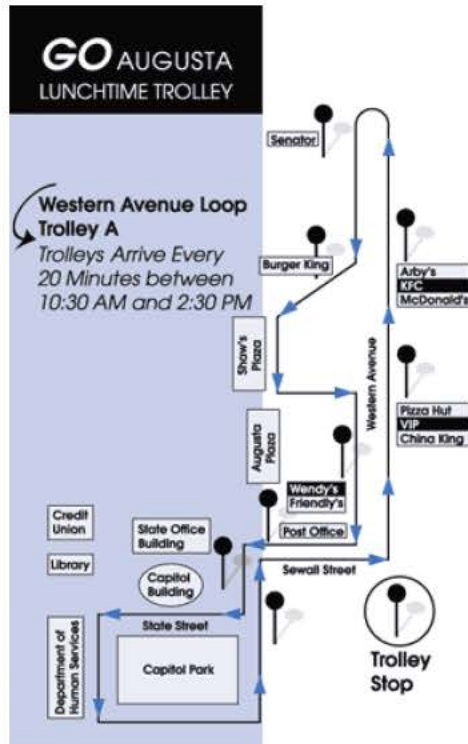 GO AUGUSTA
LUNCHTIME TROLLEY
Western Avenue Loop
Trolley A
Trolleys Arrive Every
20 Minutes between
10:30 AM and 2:30 PM
Senator
Burger King
Arby's
KFC
McDonald's
Shaw's
Plaza
Western Avenue
Pizza Hut
VIP
China King
Augusta
Plaza
Wendy's
Friendly's
Credit
Union
State Office
Building
Post Office
Library
Capitol
Building
Sewall Street
State Street
Department of
Human Services
Capitol Park
Trolley
Stop